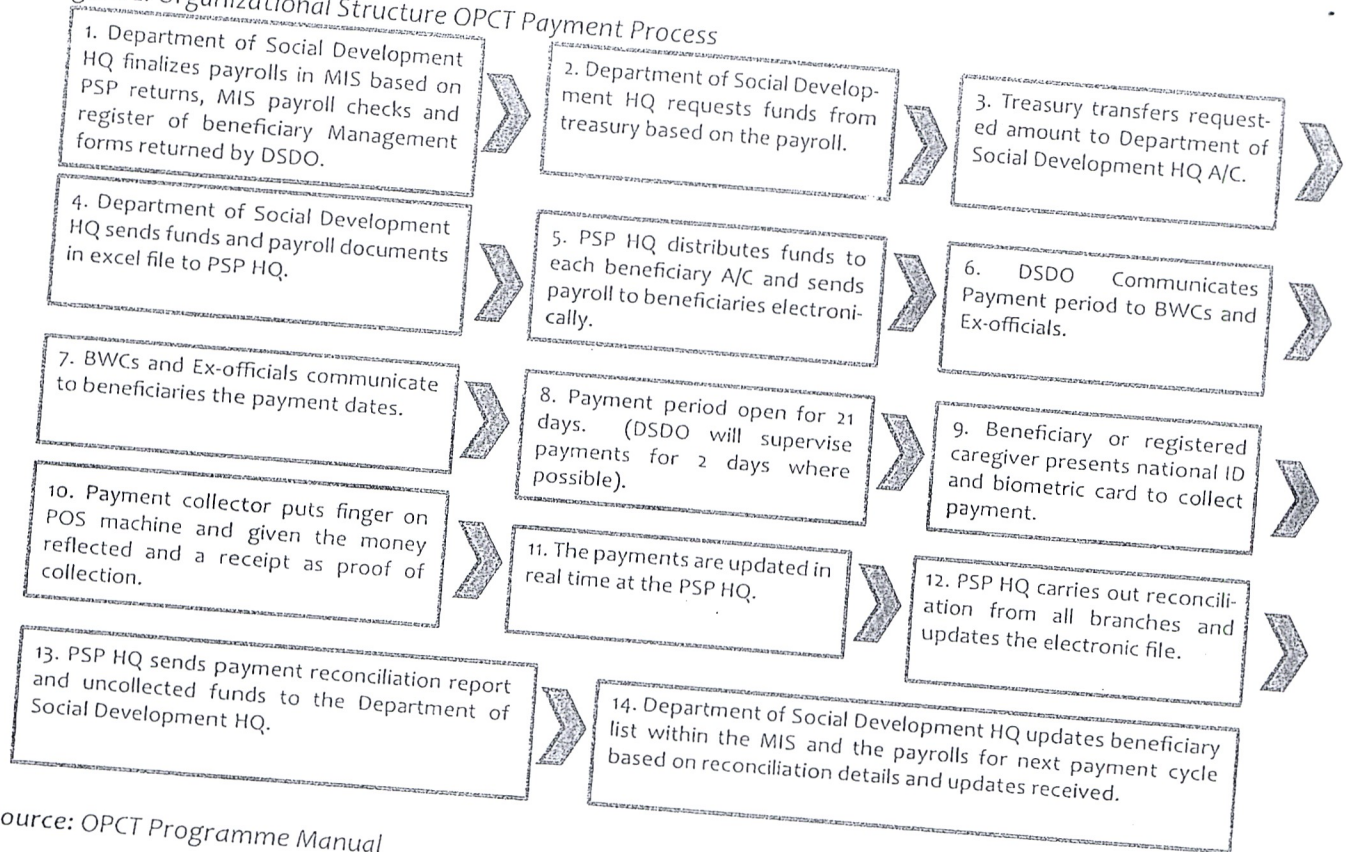 Organizational Structure OPCT Payment Process
1. Department of Social Development
HQ finalizes payrolls in MIS based on
PSP returns, MIS payroll checks and
register of beneficiary Management
forms returned by DSDO.
2. Department of Social Develop-
ment HQ requests funds from
treasury based on the payroll.
3. Treasury transfers request-
ed amount to Department of
Social Development HQ A/C.
4. Department of Social Development
HQ sends funds and payroll documents
in excel file to PSP HQ.
5. PSP HQ distributes funds to
each beneficiary A/C and sends
payroll to beneficiaries electroni-
cally.
6. DSDO Communicates
Payment period to BWCs and
Ex-officials.
7. BWCs and Ex-officials communicate
to beneficiaries the payment dates.
8. Payment period open for 21
days. (DSDO will supervise
payments for 2 days where
possible).
9. Beneficiary or registered
caregiver presents national ID
and biometric card to collect
payment.
10. Payment collector puts finger on
POS machine and given the money
reflected and a receipt as proof of
collection.
11. The payments are updated in
real time at the PSP HQ.
12. PSP HQ carries out reconcili-
ation from all branches and
updates the electronic file.
13. PSP HQ sends payment reconciliation report
and uncollected funds to the Department of
Social Development HQ.
14. Department of Social Development HQ updates beneficiary
list within the MIS and the payrolls for next payment cycle
based on reconciliation details and updates received.
ource: OPCT Programme Manual